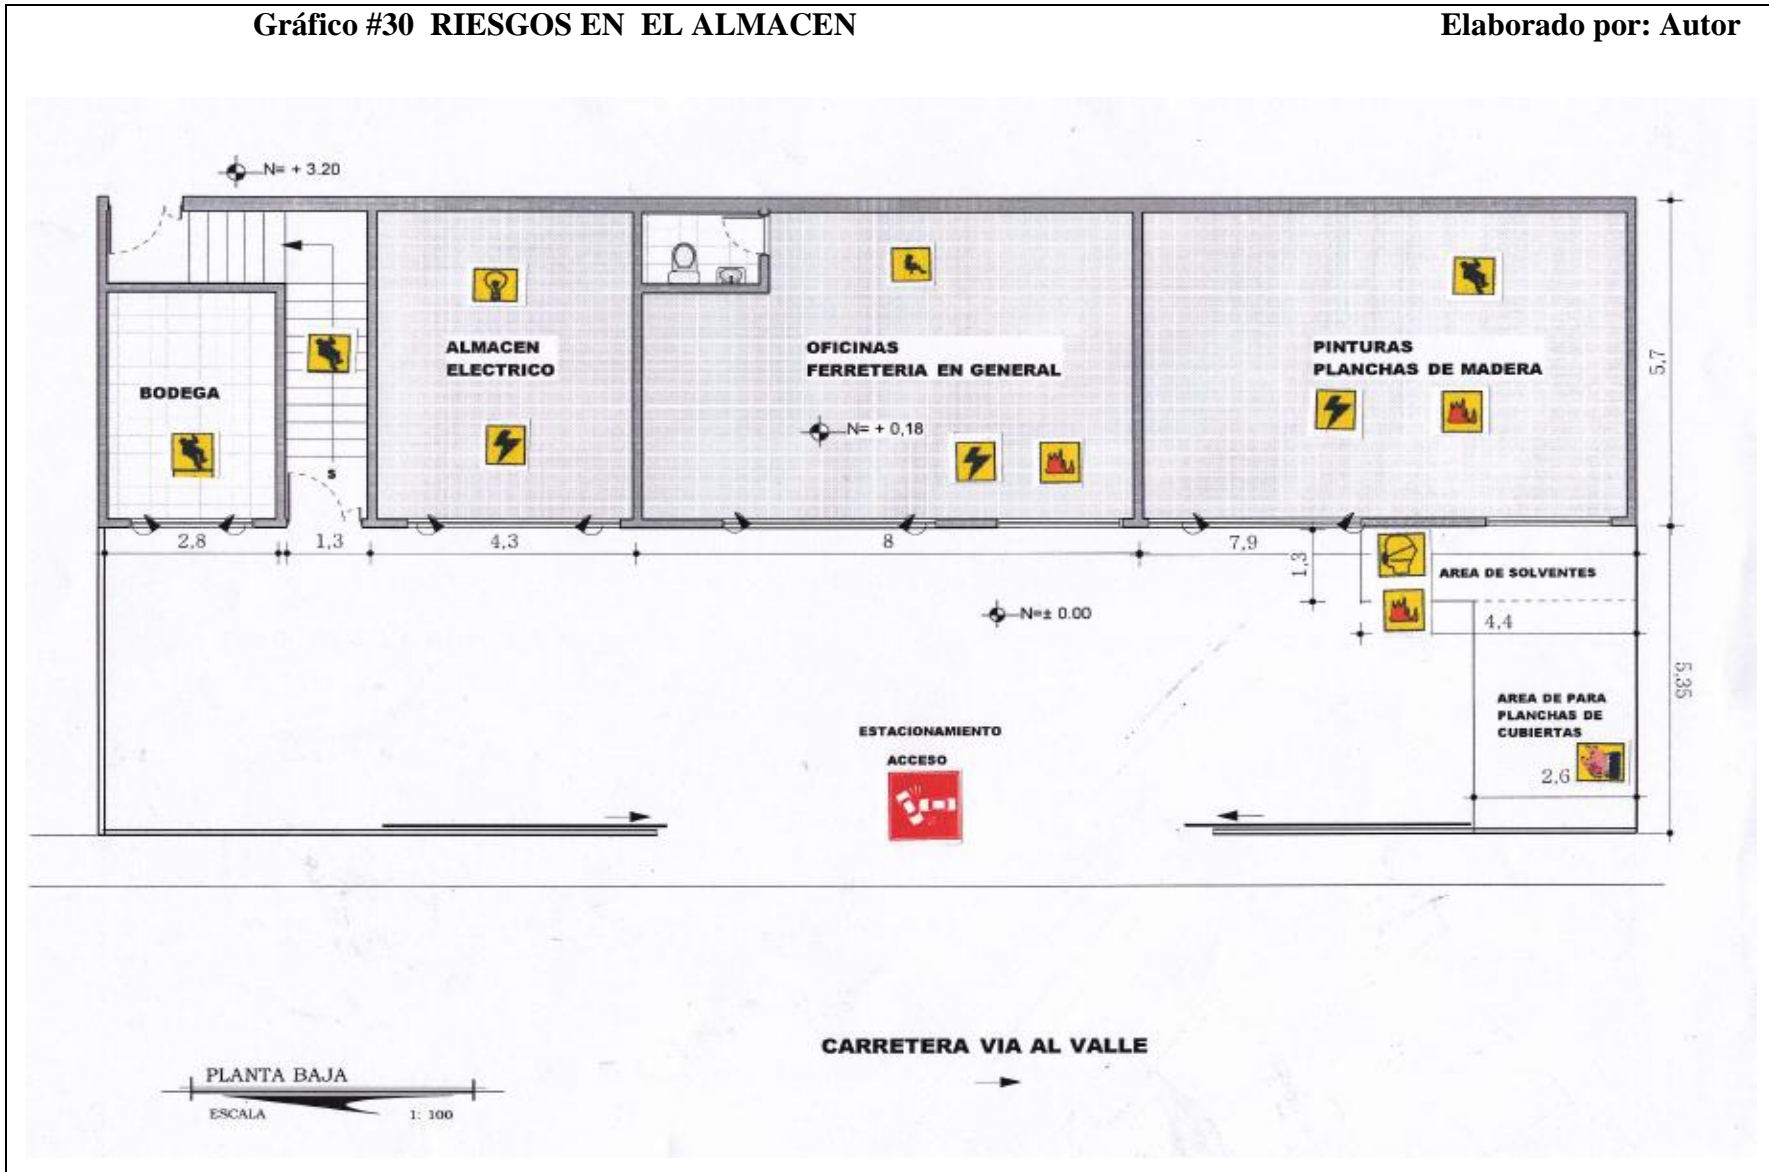 Gráfico #30 RIESGOS EN EL ALMACEN
Elaborado por: Autor
N= + 3.20
BODEGA
S
ALMACEN
ELECTRICO
OFICINAS
FERRETERIA EN GENERAL
N= + 0,18
PINTURAS
PLANCHAS DE MADERA
5,7
2,8
1,3
4,3
8
7,9
1,3
AREA DE SOLVENTES
4,4
N=± 0.00
5,35
AREA DE PARA
PLANCHAS DE
CUBIERTAS
2,6
ESTACIONAMIENTO
ACCESO
CARRETERA VIA AL VALLE
PLANTA BAJA
ESCALA 1: 100